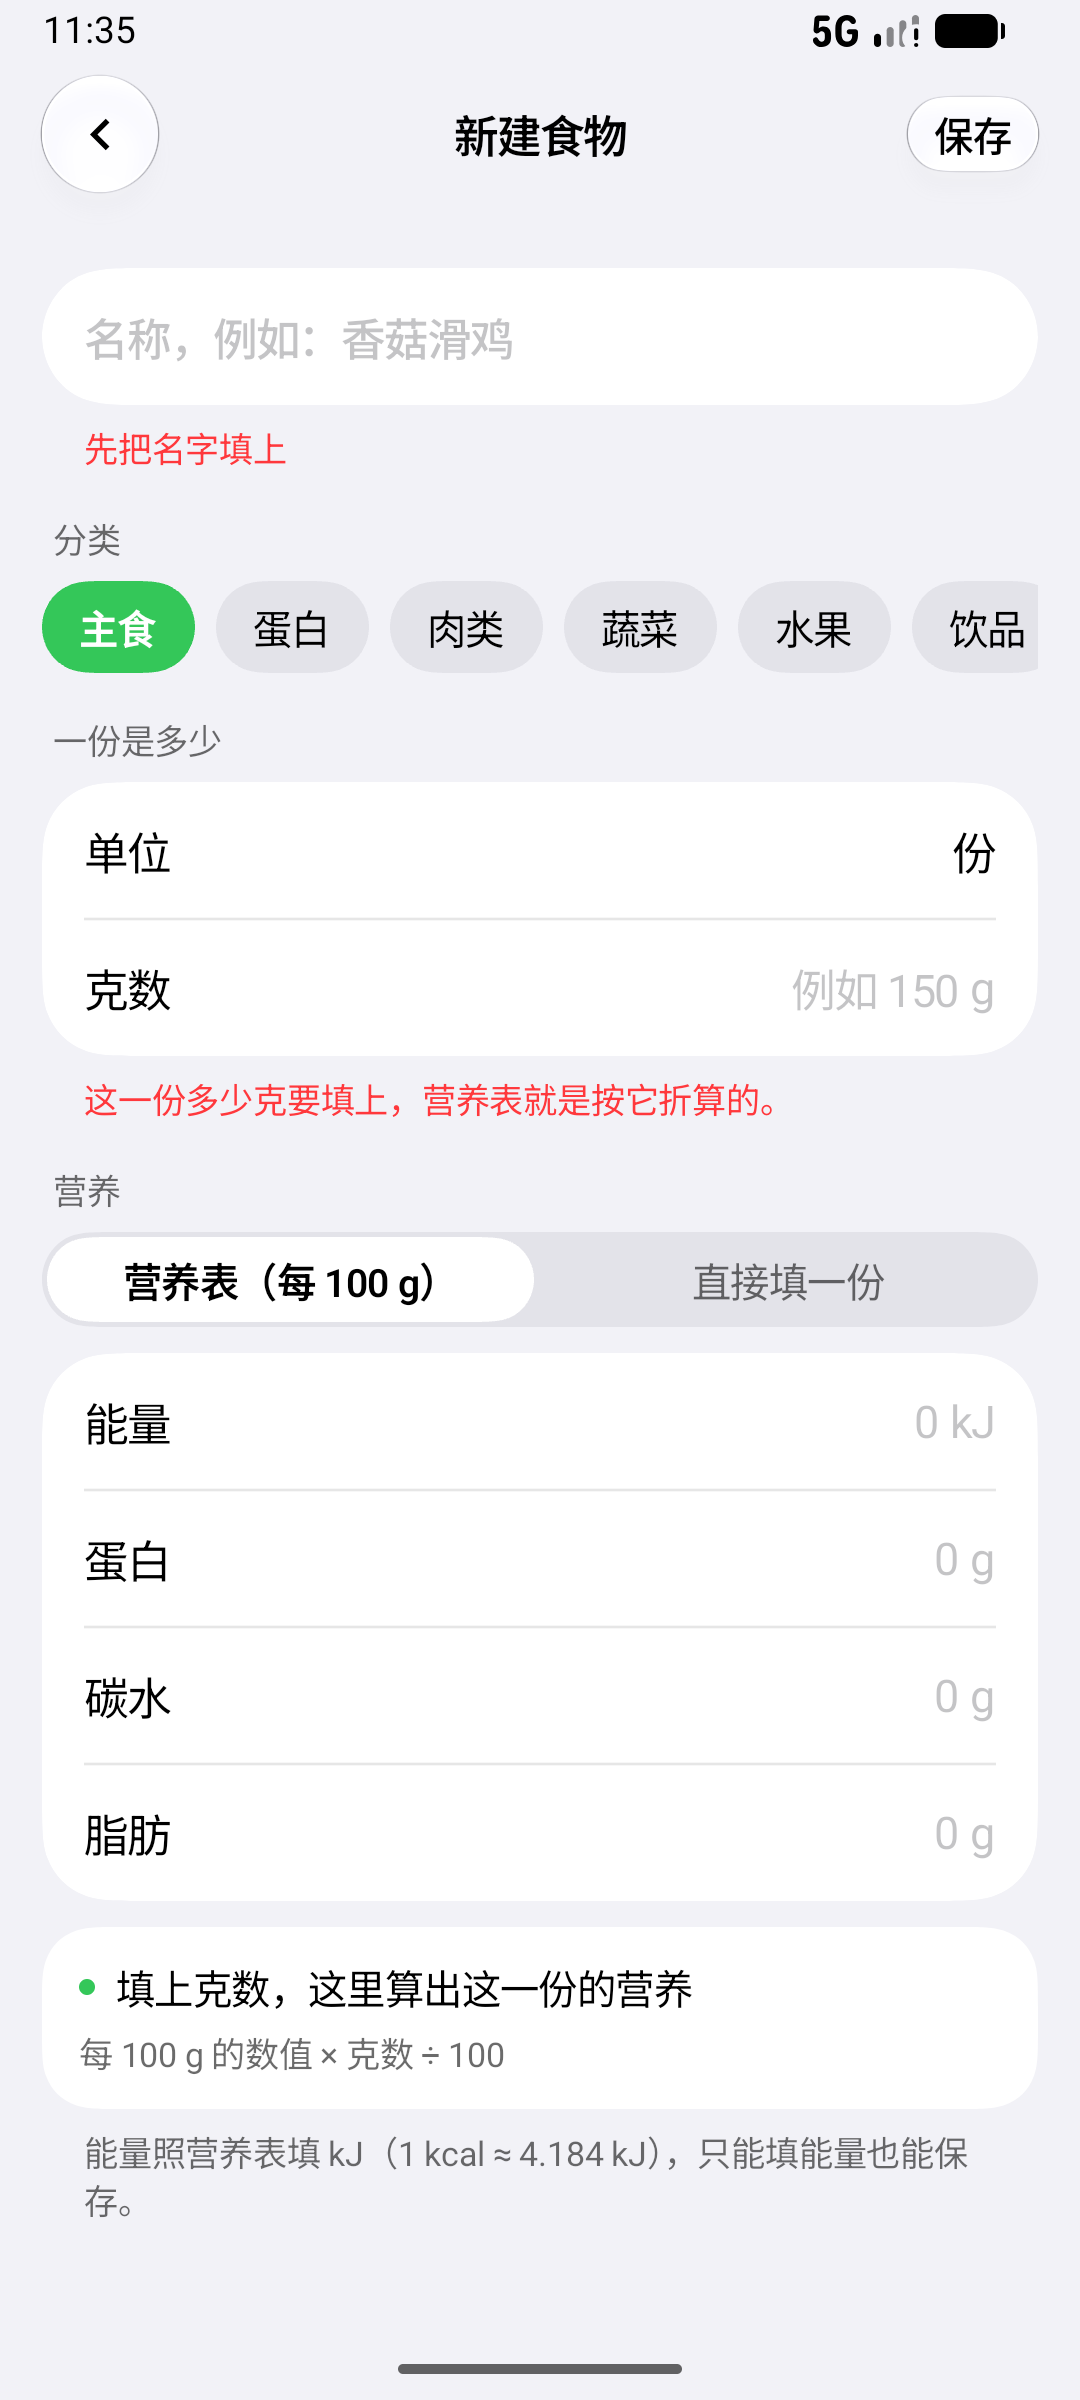 11:35
5G
新建食物
保存
名称，例如：香菇滑鸡
先把名字填上
分类
主食
蛋白
肉类
蔬菜
水果
饮品
一份是多少
单位
份
克数
例如 150 g
这一份多少克要填上，营养表就是按它折算的。
营养
营养表（每 100 g）
直接填一份
能量
0 kJ
蛋白
0 g
碳水
0 g
脂肪
0 g
填上克数，这里算出这一份的营养
每 100 g 的数值 × 克数 ÷ 100
能量照营养表填 kJ（1 kcal ≈ 4.184 kJ），只能填能量也能保
存。